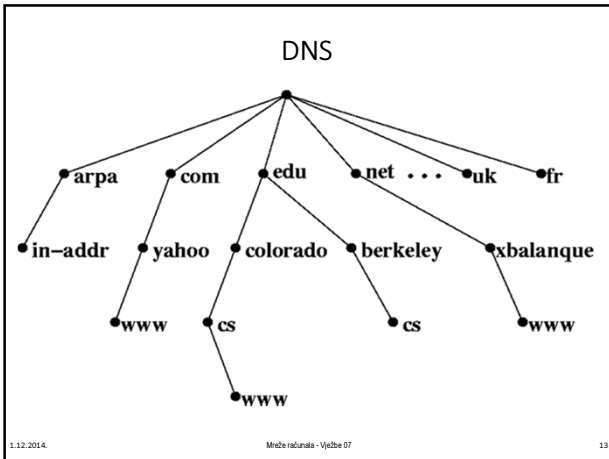 DNS
arpa com edu net ... uk fr
in-addr yahoo colorado berkeley xbalanque
www cs cs www
www
1.12.2014. Mreže računala - Vježbe 07 13